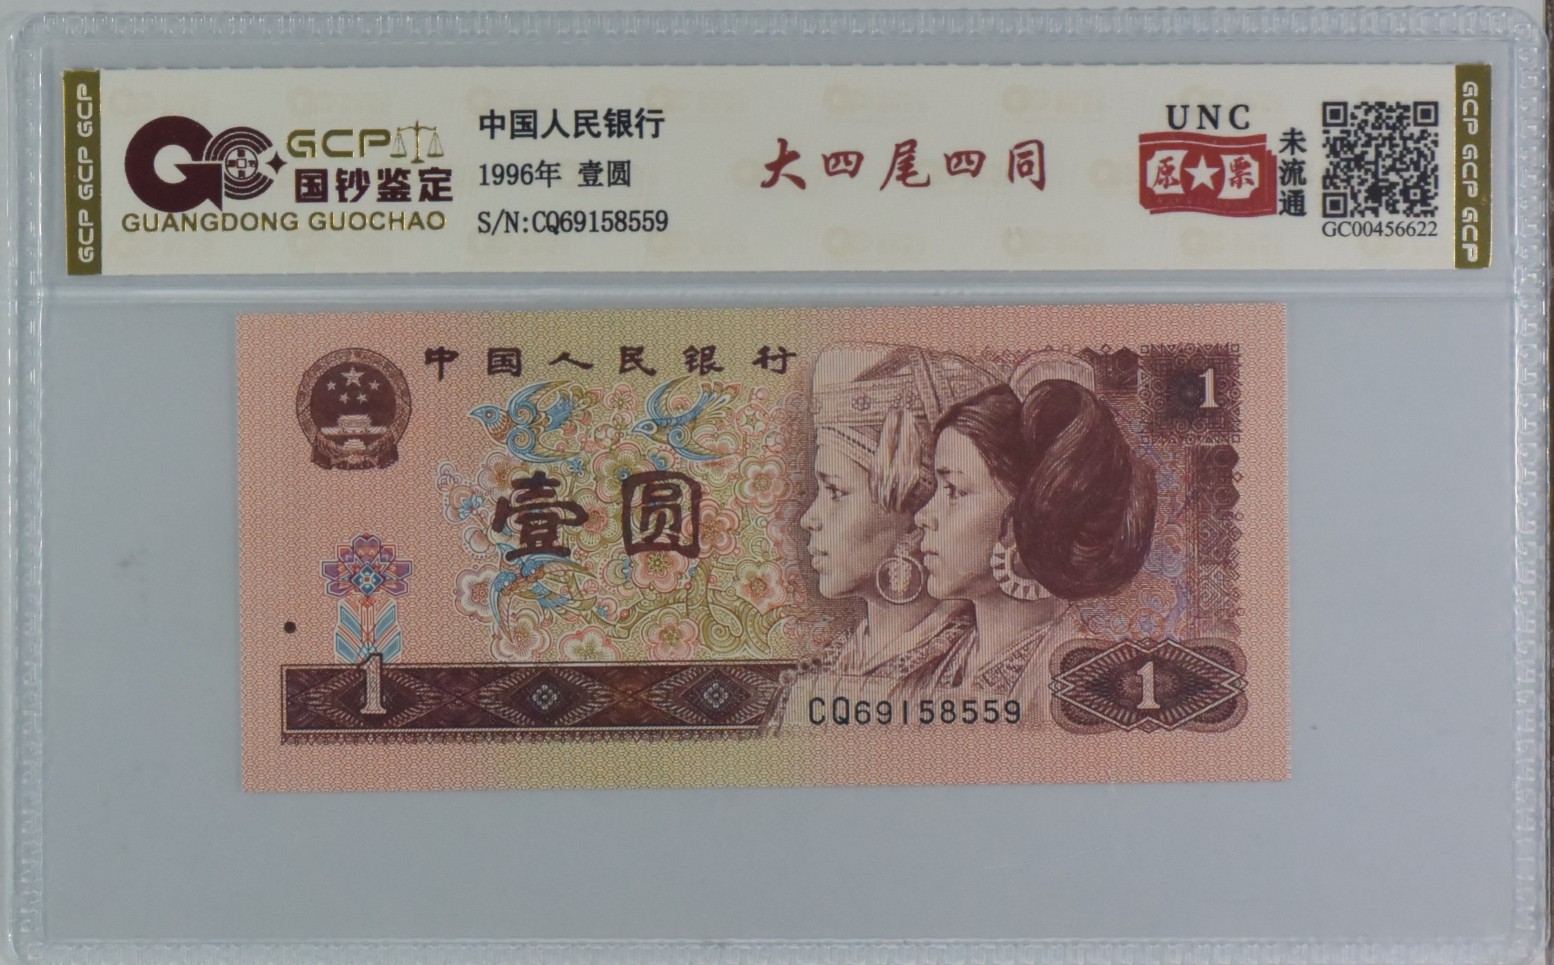 GCP GCP GCP
GCP
国钞鉴定
GUANGDONG GUOCHAO
中国人民银行
1996年 壹圆
S/N:CQ69158559
大四尾四同
UNC
原★票
未流通
GC00456622
GCP GCP GCP
中国人民银行
1
壹圆
1
CQ69158559
1